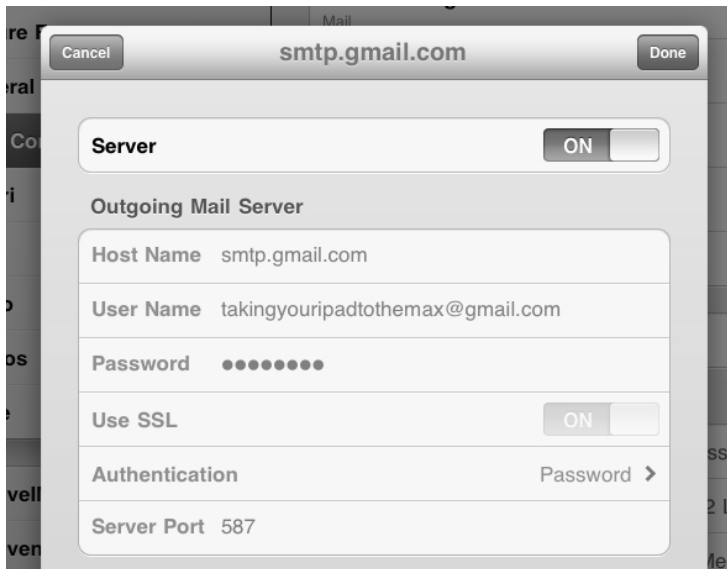 Mail
Cancel smtp.gmail.com Done
Server ON
Outgoing Mail Server
Host Name smtp.gmail.com
User Name takingyouripadtothemax@gmail.com
Password ●●●●●●●●
Use SSL ON
Authentication Password
Server Port 587